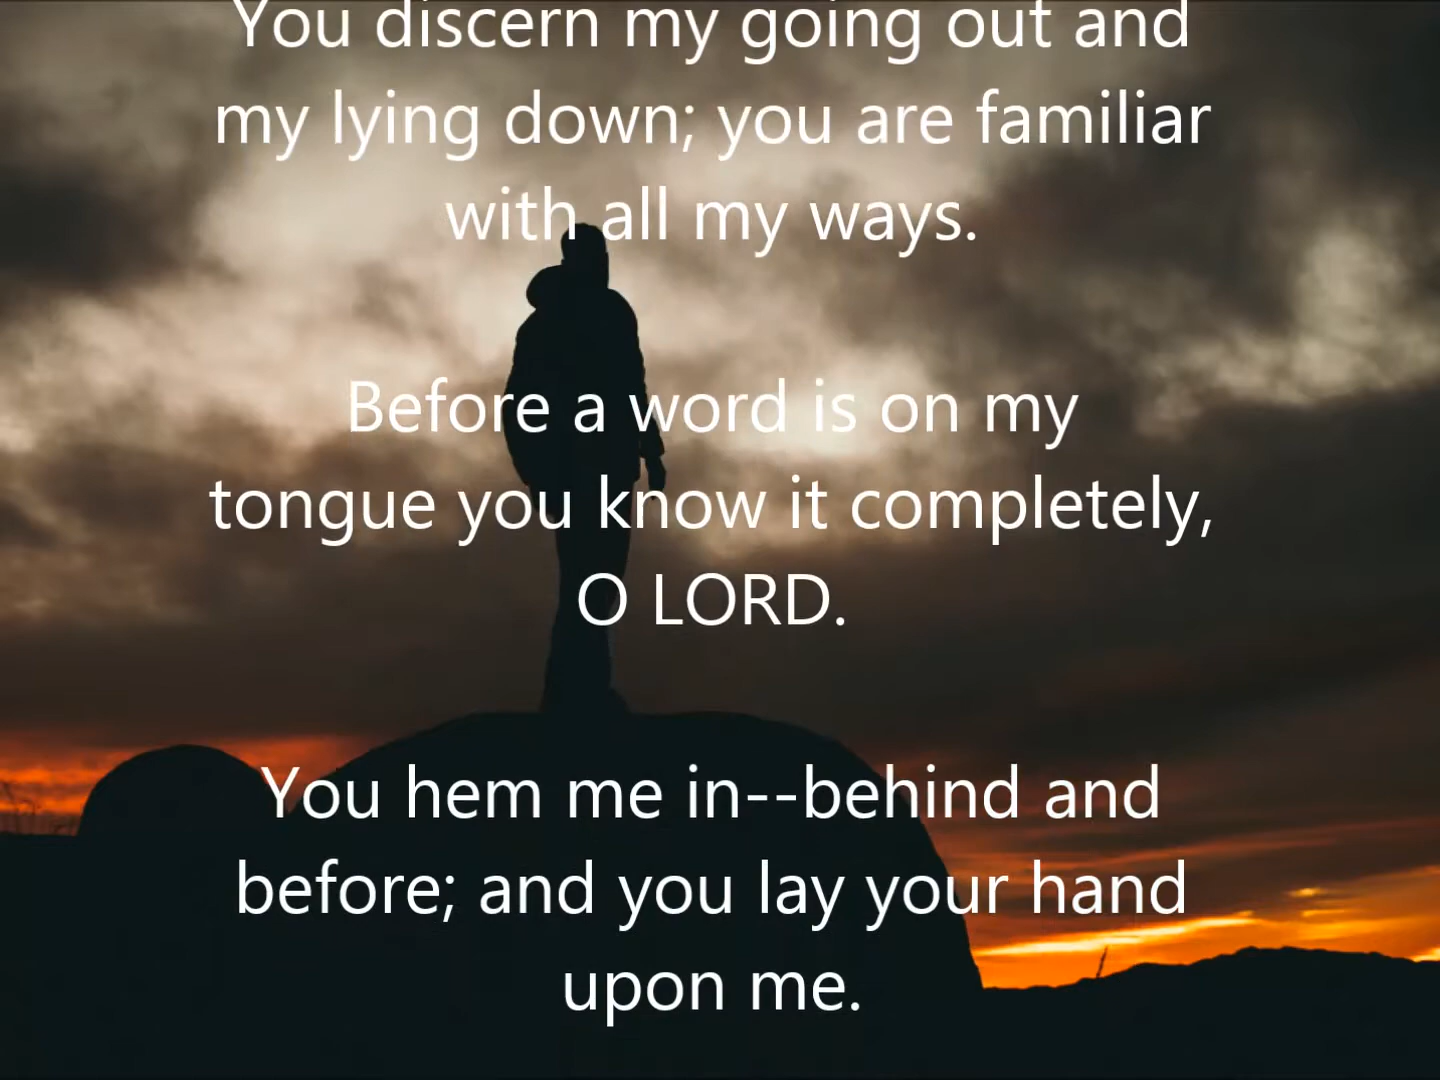 You discern my going out and
my lying down; you are familiar
with all my ways.
Before a word is on my
tongue you know it completely,
O LORD.
You hem me in--behind and
before; and you lay your hand
upon me.